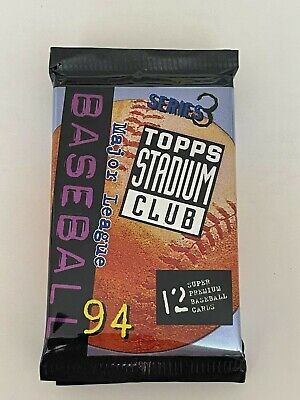 SERIES 3
TOPPS
STADIUM
CLUB
Major League
BASEBALL
94
12 SUPER
PREMIUM
BASEBALL
CARDS